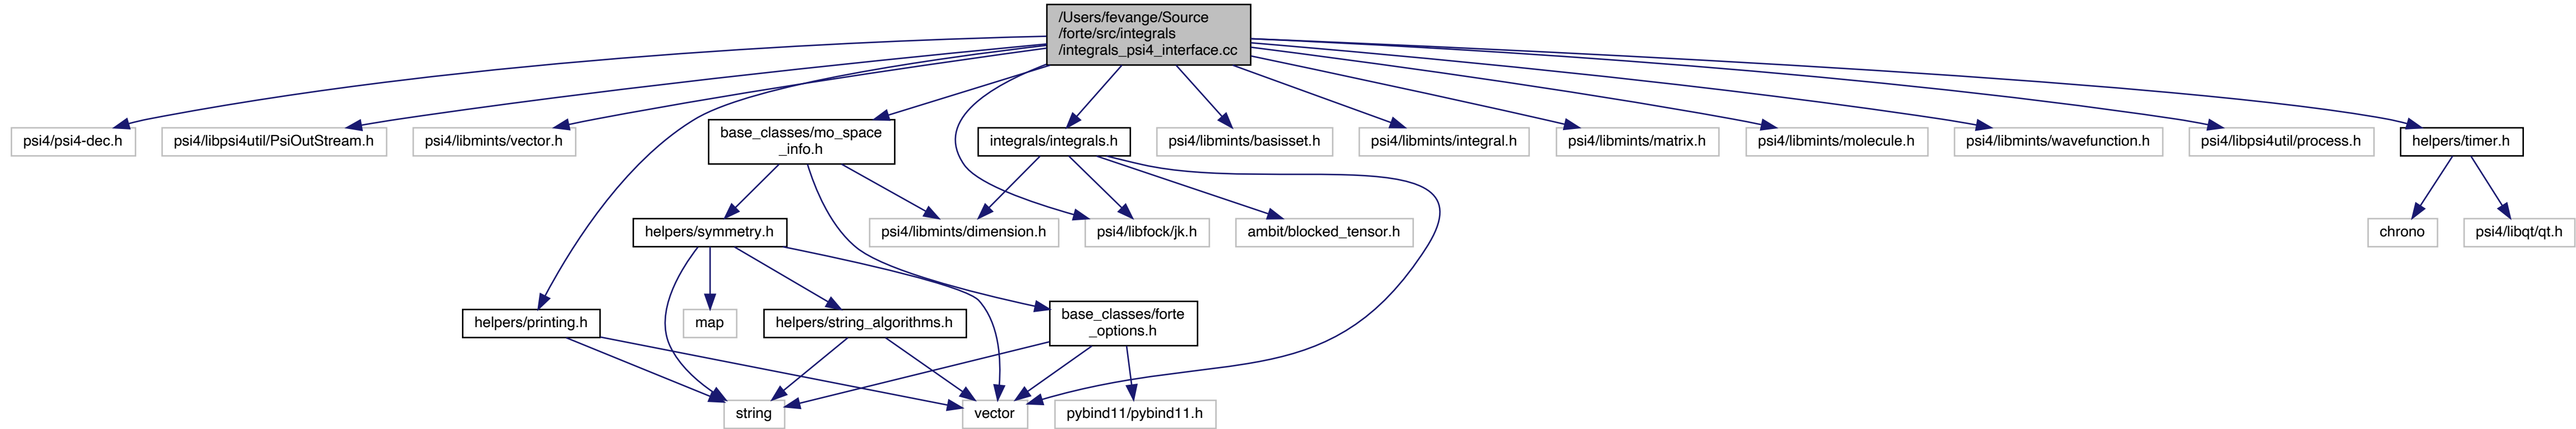 /Users/fevange/Source
/forte/src/integrals
/integrals_psi4_interface.cc
psi4/psi4-dec.h
psi4/libpsi4util/PsiOutStream.h
psi4/libmints/vector.h
base_classes/mo_space
_info.h
integrals/integrals.h
psi4/libmints/basisset.h
psi4/libmints/integral.h
psi4/libmints/matrix.h
psi4/libmints/molecule.h
psi4/libmints/wavefunction.h
psi4/libpsi4util/process.h
helpers/timer.h
helpers/symmetry.h
psi4/libmints/dimension.h
psi4/libfock/jk.h
ambit/blocked_tensor.h
chrono
psi4/libqt/qt.h
helpers/printing.h
map
helpers/string_algorithms.h
base_classes/forte
_options.h
string
vector
pybind11/pybind11.h